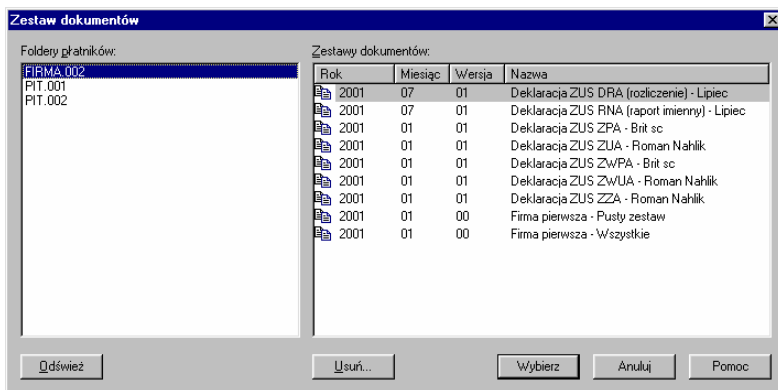 Zestaw dokumentów
Foldery płatników:
FIRMA.002
PIT.001
PIT.002
Zestawy dokumentów:
Rok Miesiąc Wersja Nazwa
2001 07 01 Deklaracja ZUS DRA (rozliczenie) - Lipiec
2001 07 01 Deklaracja ZUS RNA (raport imienny) - Lipiec
2001 01 01 Deklaracja ZUS ZPA - Brit sc
2001 01 01 Deklaracja ZUS ZUA - Roman Nahlik
2001 01 01 Deklaracja ZUS ZWPA - Brit sc
2001 01 01 Deklaracja ZUS ZWUA - Roman Nahlik
2001 01 01 Deklaracja ZUS ZZA - Roman Nahlik
2001 01 00 Firma pierwsza - Pusty zestaw
2001 01 00 Firma pierwsza - Wszystkie
Odśwież Usuń... Wybierz Anuluj Pomoc